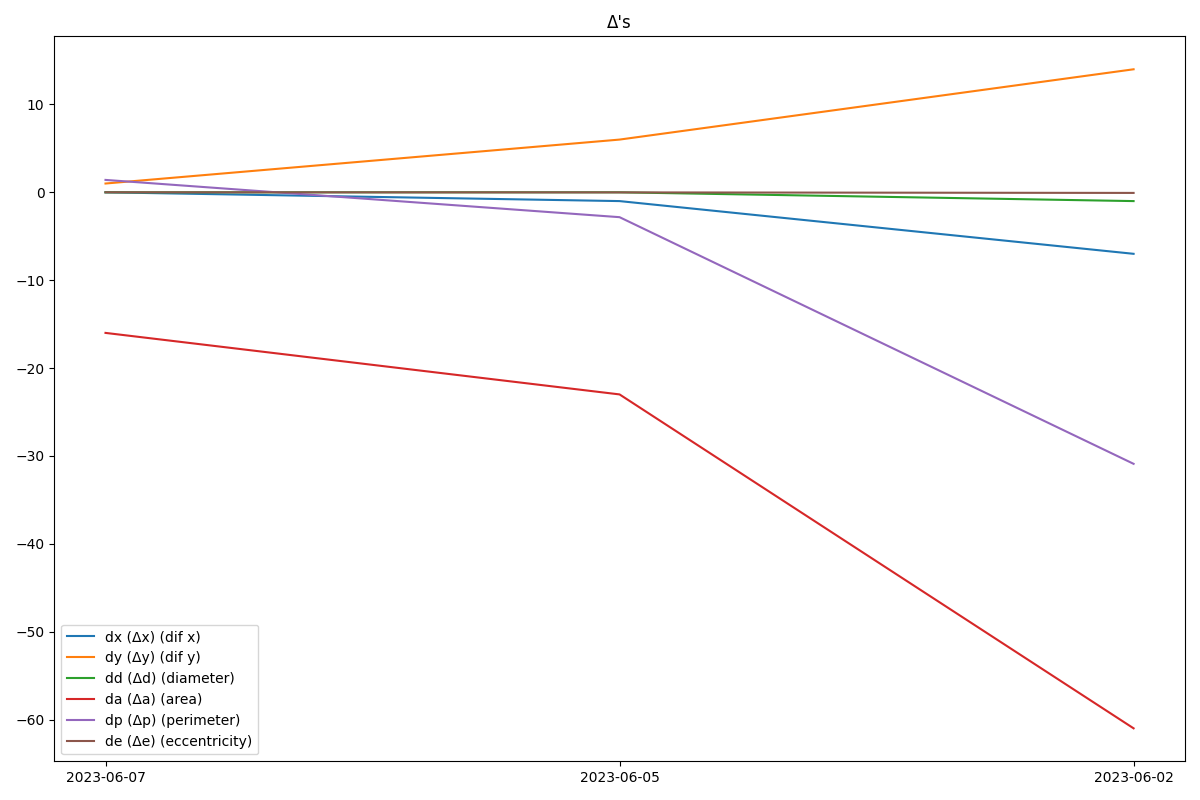 Δ's
10
0
−10
−20
−30
−40
−50
−60
dx (Δx) (dif x)
dy (Δy) (dif y)
dd (Δd) (diameter)
da (Δa) (area)
dp (Δp) (perimeter)
de (Δe) (eccentricity)
2023-06-07 2023-06-05 2023-06-02